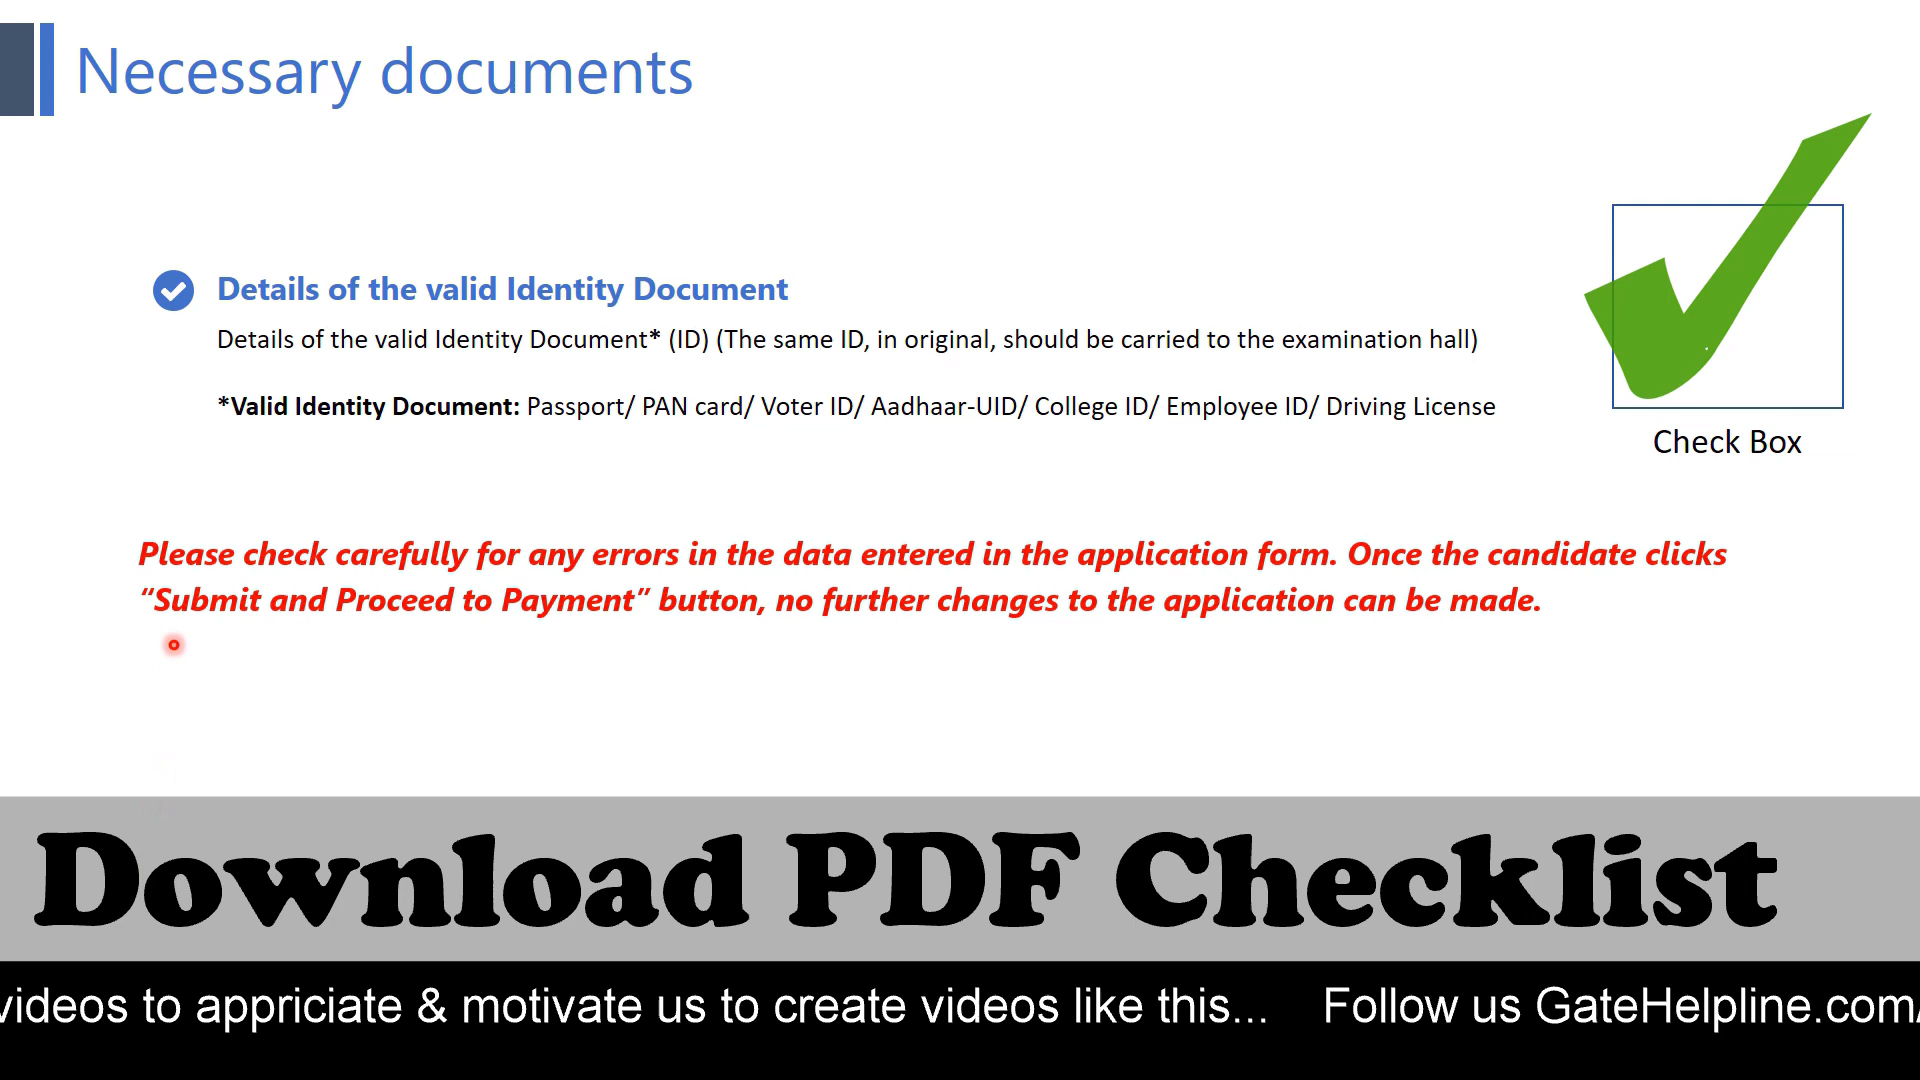 Necessary documents
Details of the valid Identity Document
Details of the valid Identity Document* (ID) (The same ID, in original, should be carried to the examination hall)
*Valid Identity Document: Passport/ PAN card/ Voter ID/ Aadhaar-UID/ College ID/ Employee ID/ Driving License
Check Box
Please check carefully for any errors in the data entered in the application form. Once the candidate clicks
“Submit and Proceed to Payment” button, no further changes to the application can be made.
Download PDF Checklist
videos to appriciate & motivate us to create videos like this... Follow us GateHelpline.com/